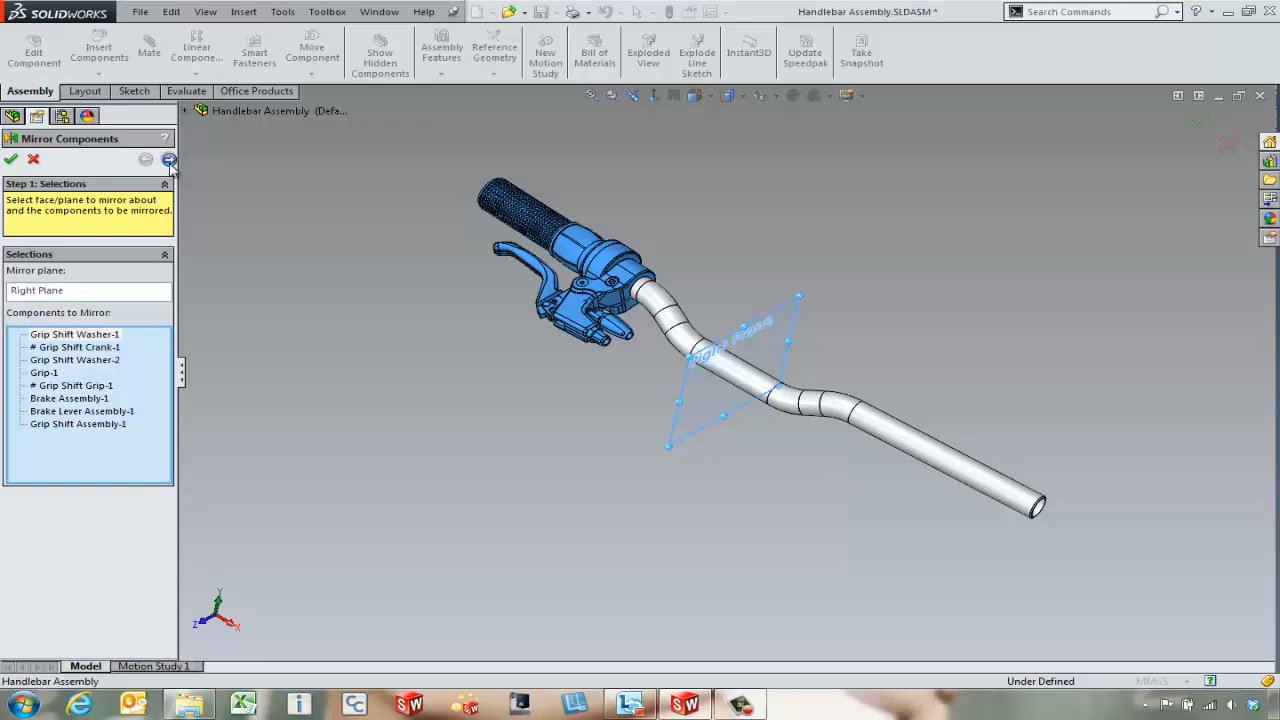 SOLIDWORKS File Edit View Insert Tools Toolbox Window Help Handlebar Assembly.SLDASM * Search Commands
Edit Component
Insert Components
Mate
Linear Compone...
Smart Fasteners
Move Component
Show Hidden Components
Assembly Features
Reference Geometry
New Motion Study
Bill of Materials
Exploded View
Explode Line Sketch
Instant3D
Update Speedpak
Take Snapshot
Assembly Layout Sketch Evaluate Office Products
Handlebar Assembly (Defa...
Mirror Components ?
Step 1: Selections
Select face/plane to mirror about
and the components to be mirrored.
Selections
Mirror plane:
Right Plane
Components to Mirror:
Grip Shift Washer-1
# Grip Shift Crank-1
Grip Shift Washer-2
Grip-1
# Grip Shift Grip-1
Brake Assembly-1
Brake Lever Assembly-1
Grip Shift Assembly-1
Right Plane
Y
Z
X
Model Motion Study 1
Handlebar Assembly Under Defined MMGS